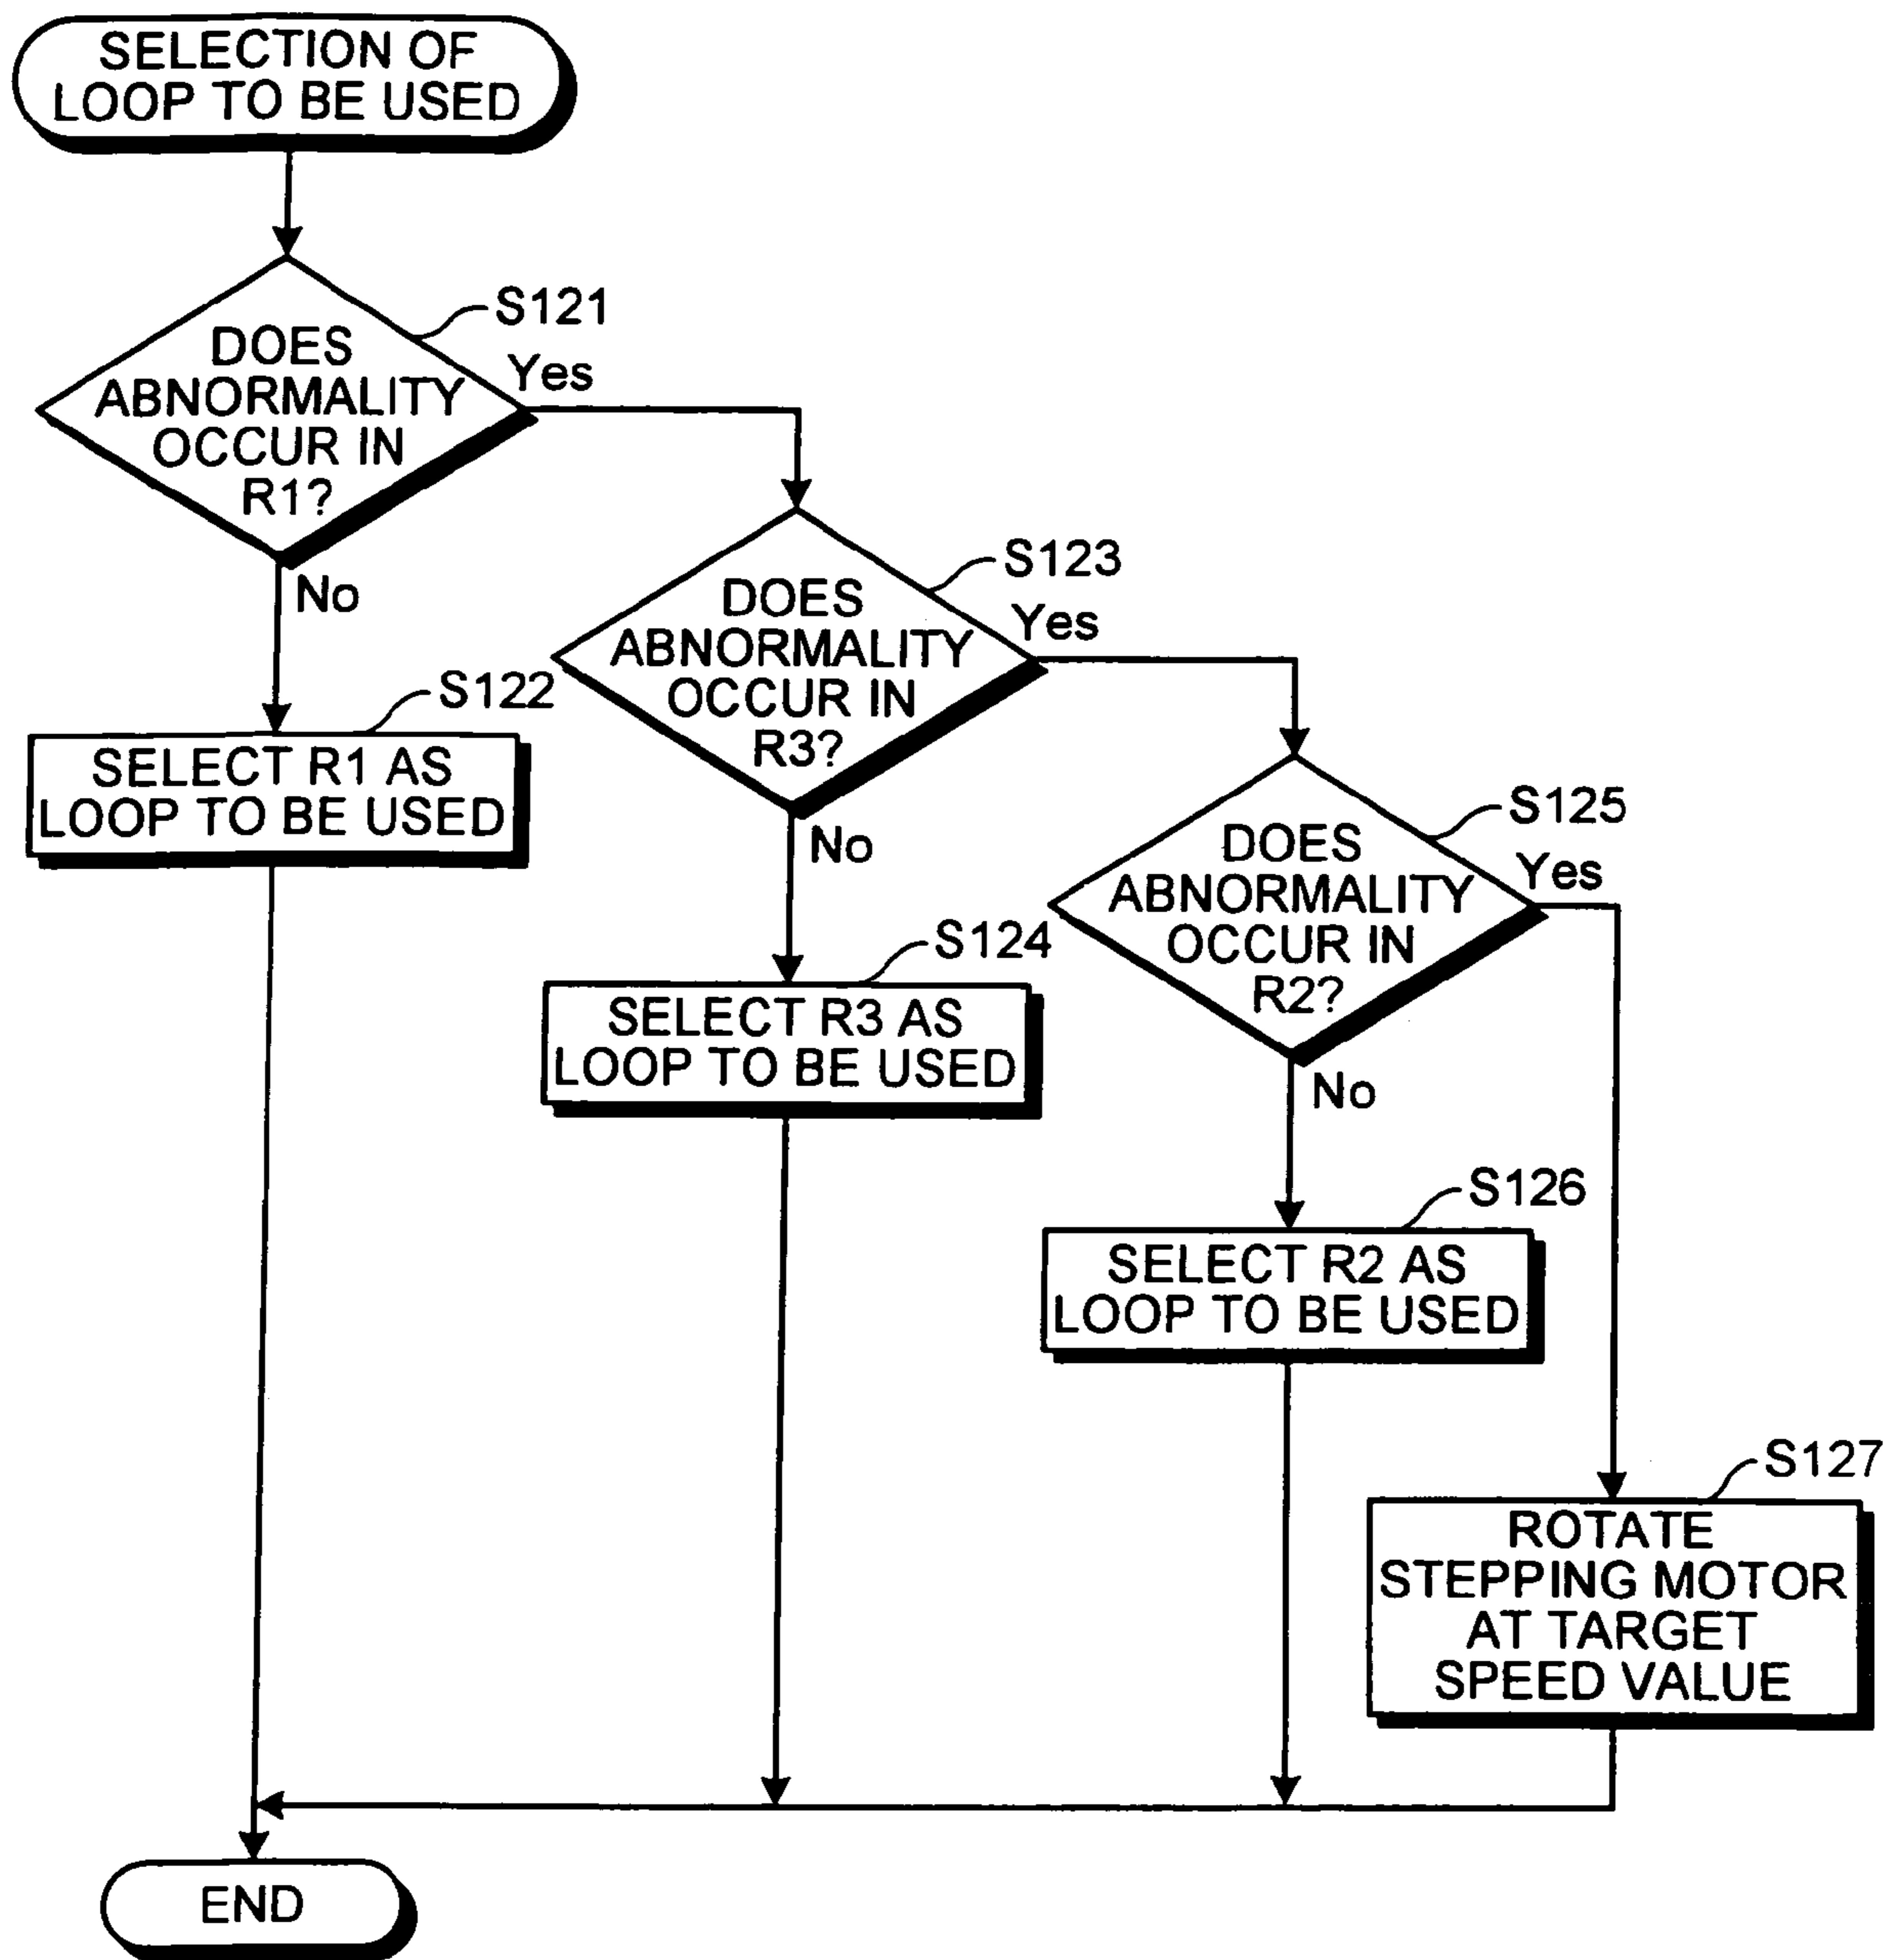 SELECTION OF
LOOP TO BE USED
S121
DOES
ABNORMALITY
OCCUR IN
R1?
Yes
No
S122
SELECT R1 AS
LOOP TO BE USED
S123
DOES
ABNORMALITY
OCCUR IN
R3?
Yes
No
S124
SELECT R3 AS
LOOP TO BE USED
S125
DOES
ABNORMALITY
OCCUR IN
R2?
Yes
No
S126
SELECT R2 AS
LOOP TO BE USED
S127
ROTATE
STEPPING MOTOR
AT TARGET
SPEED VALUE
END